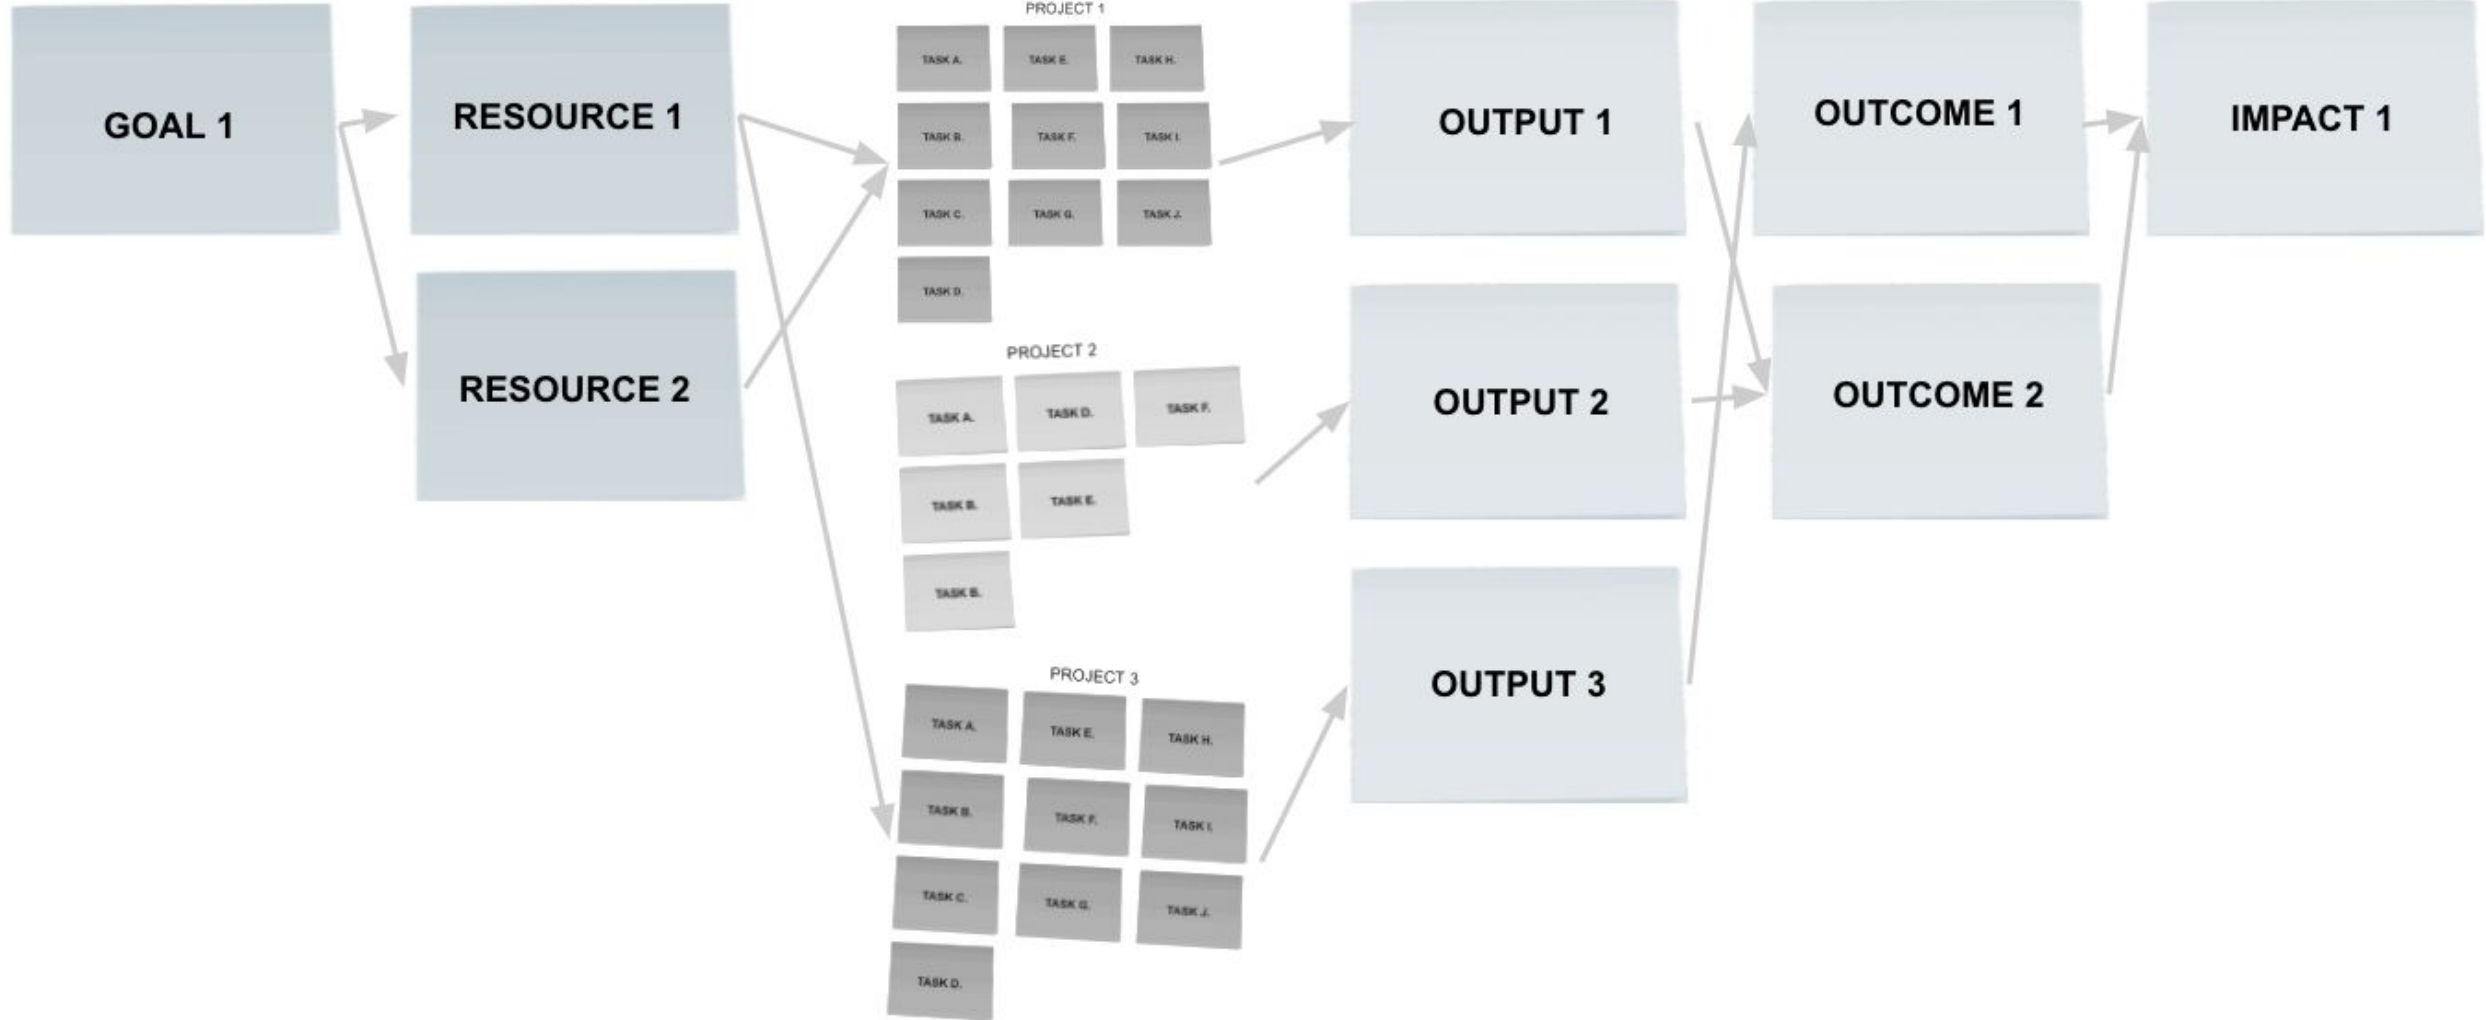 GOAL 1
RESOURCE 1
RESOURCE 2
PROJECT 1
TASK A.
TASK E.
TASK H.
TASK B.
TASK F.
TASK I.
TASK C.
TASK G.
TASK J.
TASK D.
PROJECT 2
TASK A.
TASK D.
TASK F.
TASK B.
TASK E.
TASK B.
PROJECT 3
TASK A.
TASK E.
TASK H.
TASK B.
TASK F.
TASK I.
TASK C.
TASK G.
TASK J.
TASK D.
OUTPUT 1
OUTPUT 2
OUTPUT 3
OUTCOME 1
OUTCOME 2
IMPACT 1